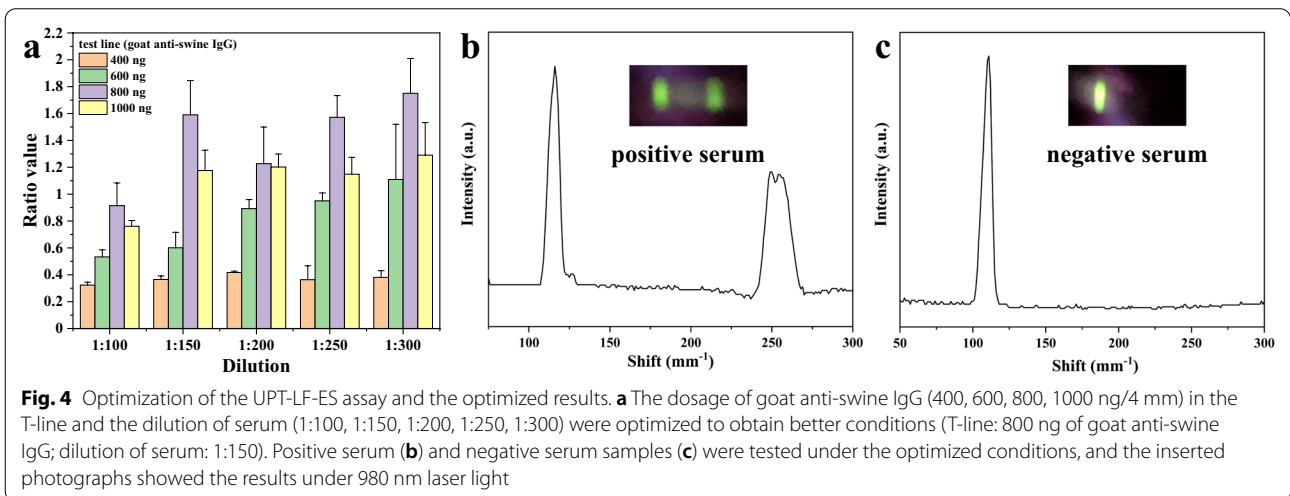 a
test line (goat anti-swine IgG)
400 ng
600 ng
800 ng
1000 ng
Ratio value
2.2
2
1.8
1.6
1.4
1.2
1
0.8
0.6
0.4
0.2
0
1:100 1:150 1:200 1:250 1:300
Dilution
b
positive serum
Intensity (a.u.)
100 150 200 250 300
Shift (mm-1)
c
negative serum
Intensity (a.u.)
50 100 150 200 250 300
Shift (mm-1)
Fig. 4 Optimization of the UPT-LF-ES assay and the optimized results. a The dosage of goat anti-swine IgG (400, 600, 800, 1000 ng/4 mm) in the
T-line and the dilution of serum (1:100, 1:150, 1:200, 1:250, 1:300) were optimized to obtain better conditions (T-line: 800 ng of goat anti-swine
IgG; dilution of serum: 1:150). Positive serum (b) and negative serum samples (c) were tested under the optimized conditions, and the inserted
photographs showed the results under 980 nm laser light